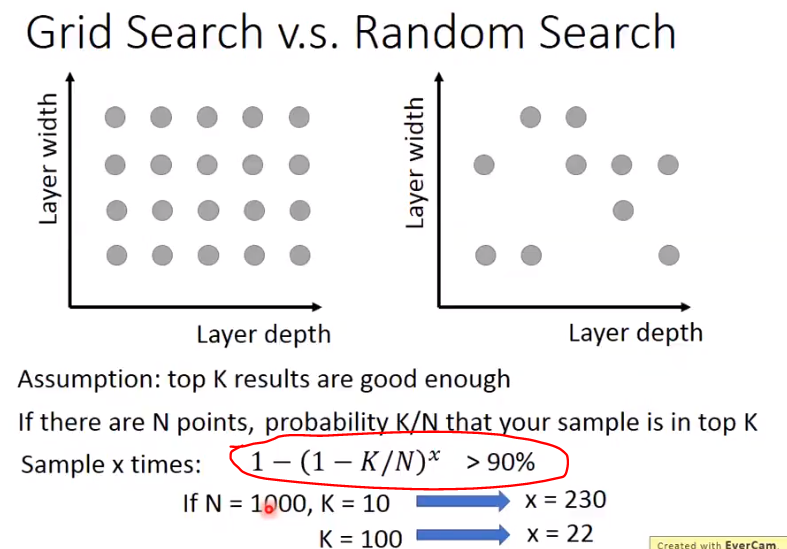 Grid Search v.s. Random Search
Layer width
Layer depth
Layer width
Layer depth
Assumption: top K results are good enough
If there are N points, probability K/N that your sample is in top K
Sample x times: 1 − (1 − K/N)ˣ > 90%
If N = 1000, K = 10 x = 230
K = 100 x = 22
Created with EverCam.